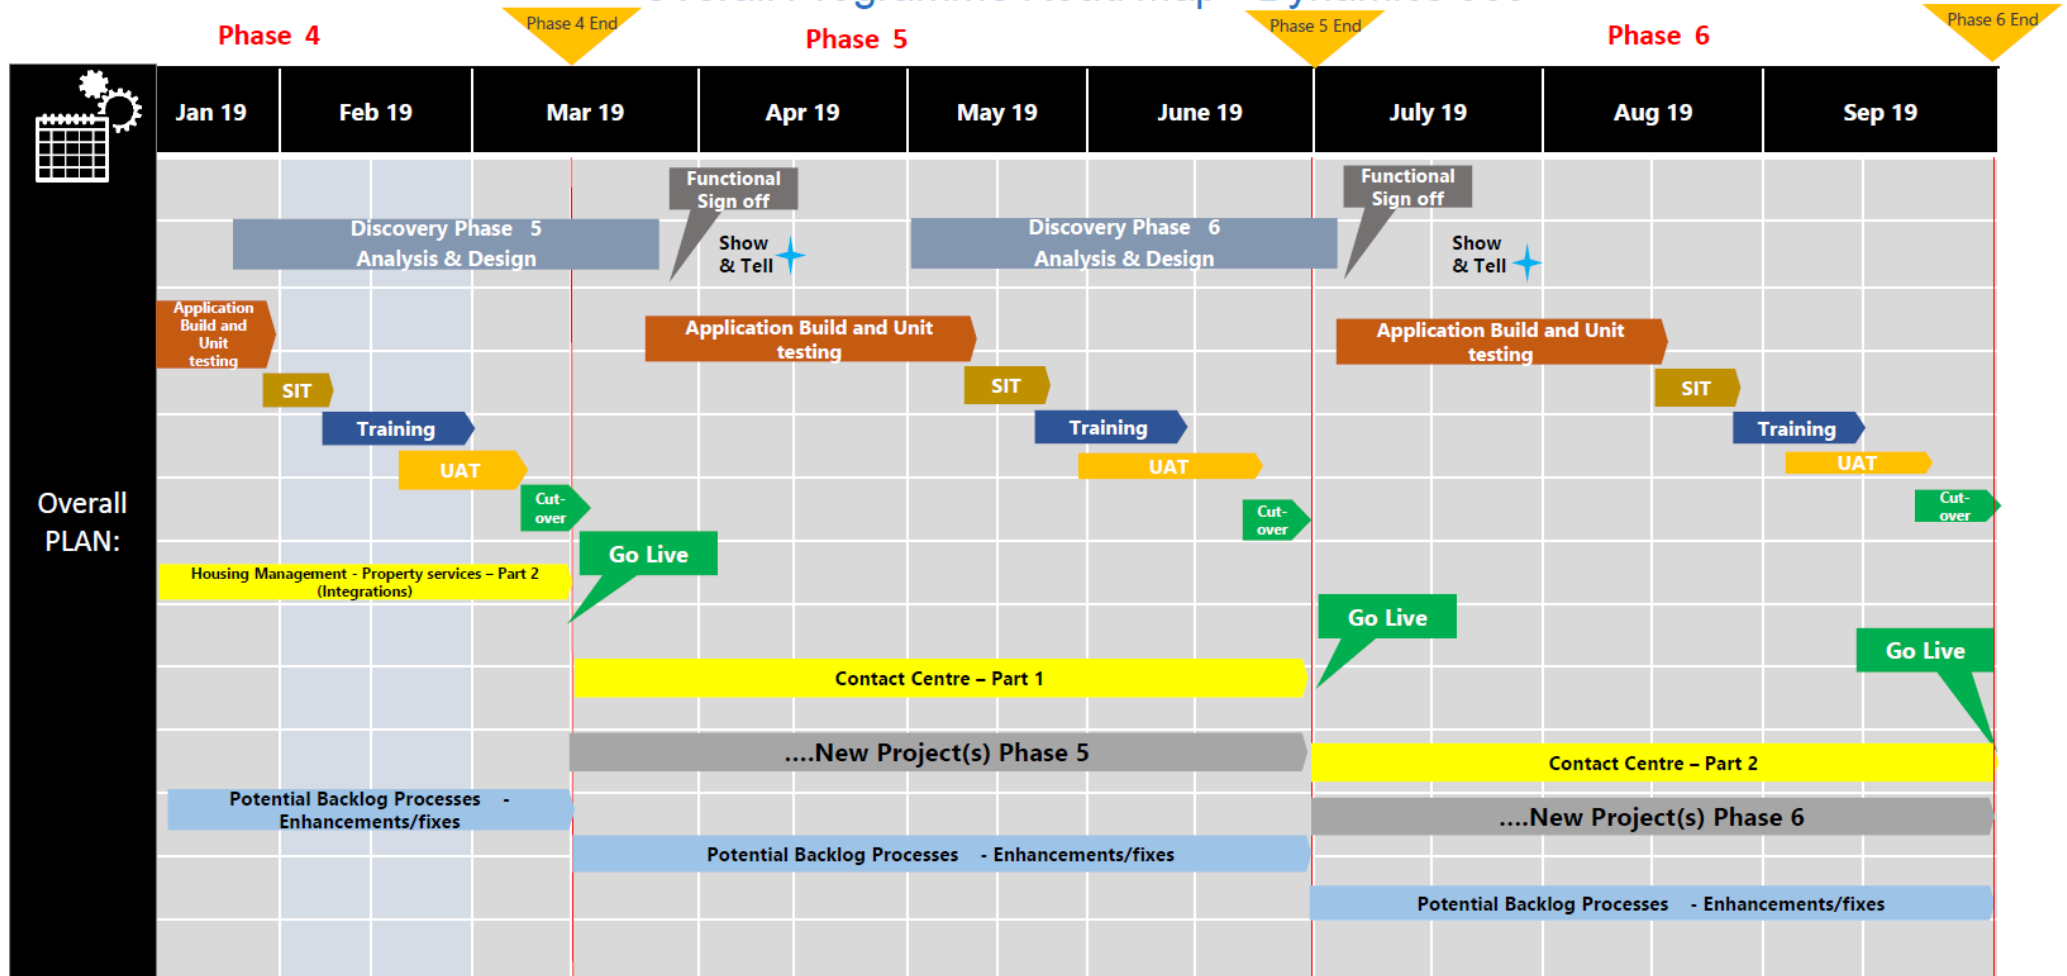 Overall Programme Road Map - Dynamics 365
Phase 4
Phase 4 End
Phase 5
Phase 5 End
Phase 6
Phase 6 End
Jan 19
Feb 19
Mar 19
Apr 19
May 19
June 19
July 19
Aug 19
Sep 19
Overall
PLAN:
Functional
Sign off
Functional
Sign off
Discovery Phase 5
Analysis & Design
Show
& Tell
Discovery Phase 6
Analysis & Design
Show
& Tell
Application
Build and
Unit
testing
Application Build and Unit
testing
Application Build and Unit
testing
SIT
SIT
SIT
Training
Training
Training
UAT
UAT
UAT
Cut-
over
Cut-
over
Cut-
over
Go Live
Housing Management - Property services – Part 2
(Integrations)
Go Live
Go Live
Contact Centre – Part 1
....New Project(s) Phase 5
Contact Centre – Part 2
Potential Backlog Processes -
Enhancements/fixes
....New Project(s) Phase 6
Potential Backlog Processes - Enhancements/fixes
Potential Backlog Processes - Enhancements/fixes